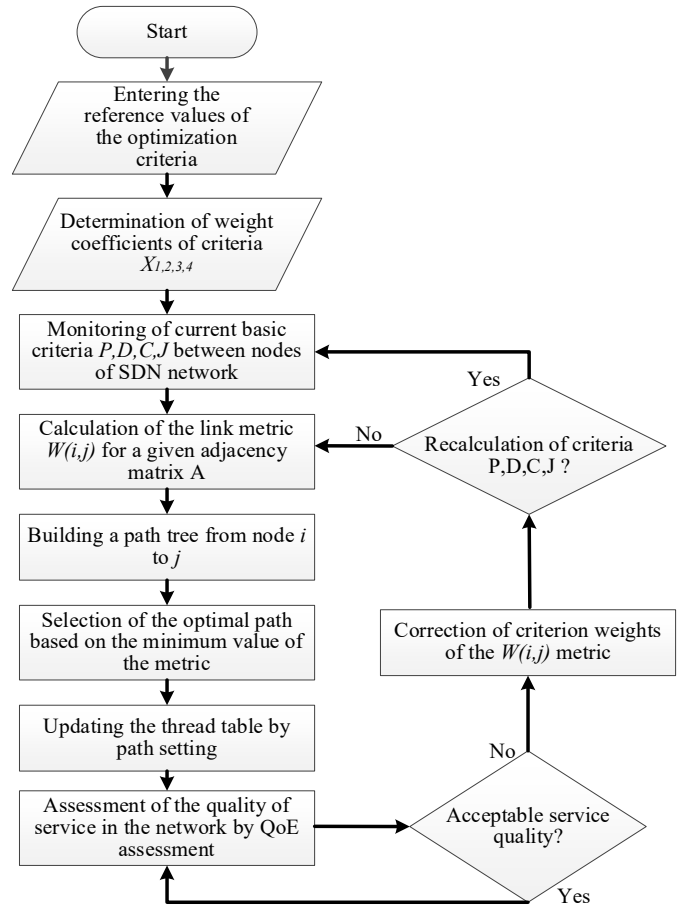 Start
Entering the
reference values of
the optimization
criteria
Determination of weight
coefficients of criteria
X1,2,3,4
Monitoring of current basic
criteria P,D,C,J between nodes
of SDN network
Yes
Calculation of the link metric
W(i,j) for a given adjacency
matrix A
No
Recalculation of criteria
P,D,C,J ?
Building a path tree from node i
to j
Selection of the optimal path
based on the minimum value of
the metric
Correction of criterion weights
of the W(i,j) metric
Updating the thread table by
path setting
No
Assessment of the quality of
service in the network by QoE
assessment
Acceptable service
quality?
Yes